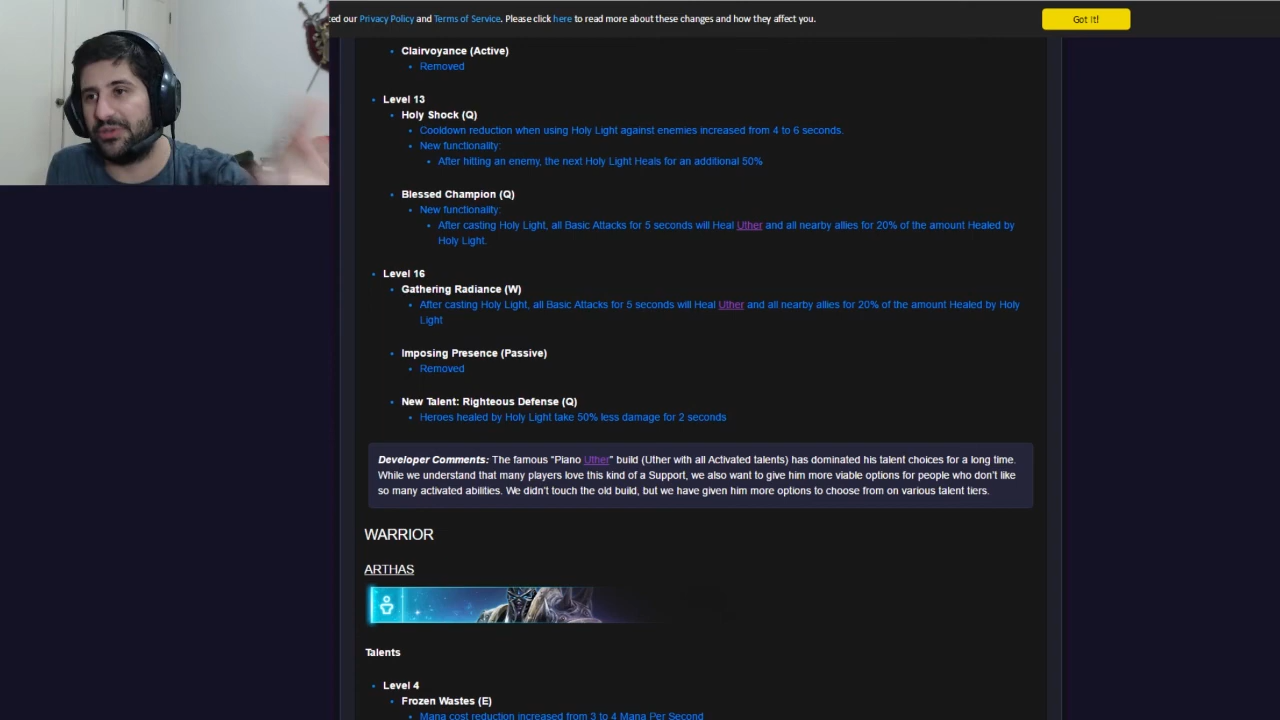 ed our Privacy Policy and Terms of Service. Please click here to read more about these changes and how they affect you.
Got It!
Clairvoyance (Active)
Removed
Level 13
Holy Shock (Q)
Cooldown reduction when using Holy Light against enemies increased from 4 to 6 seconds.
New functionality:
After hitting an enemy, the next Holy Light Heals for an additional 50%
Blessed Champion (Q)
New functionality:
After casting Holy Light, all Basic Attacks for 5 seconds will Heal Uther and all nearby allies for 20% of the amount Healed by
Holy Light.
Level 16
Gathering Radiance (W)
After casting Holy Light, all Basic Attacks for 5 seconds will Heal Uther and all nearby allies for 20% of the amount Healed by Holy
Light
Imposing Presence (Passive)
Removed
New Talent: Righteous Defense (Q)
Heroes healed by Holy Light take 50% less damage for 2 seconds
Developer Comments: The famous “Piano Uther” build (Uther with all Activated talents) has dominated his talent choices for a long time.
While we understand that many players love this kind of a Support, we also want to give him more viable options for people who don’t like
so many activated abilities. We didn’t touch the old build, but we have given him more options to choose from on various talent tiers.
WARRIOR
ARTHAS
Talents
Level 4
Frozen Wastes (E)
Mana cost reduction increased from 3 to 4 Mana Per Second